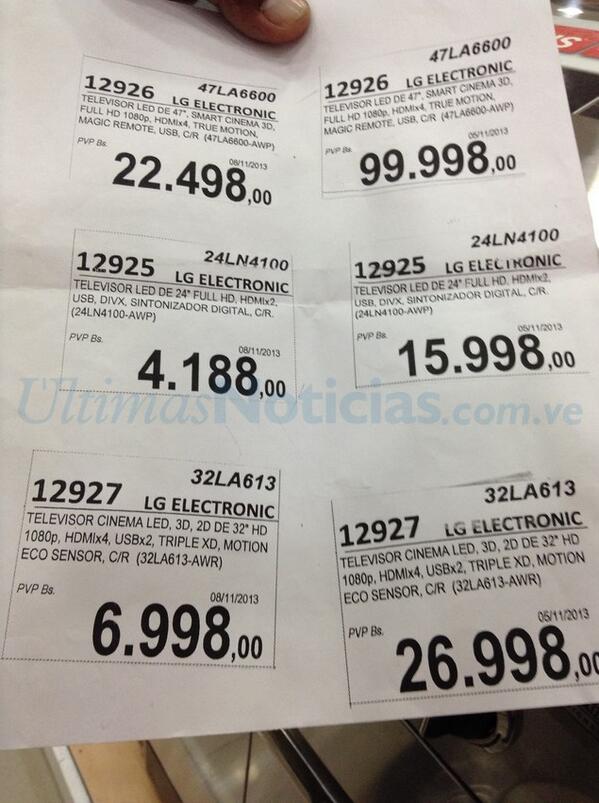 47LA6600
12926 LG ELECTRONIC
TELEVISOR LED DE 47", SMART CINEMA 3D,
FULL HD 1080p, HDMIx4, TRUE MOTION,
MAGIC REMOTE, USB, C/R (47LA6600-AWP)
PVP Bs.
08/11/2013
22.498,00
47LA6600
12926 LG ELECTRONIC
TELEVISOR LED DE 47", SMART CINEMA 3D,
FULL HD 1080p, HDMIx4, TRUE MOTION,
MAGIC REMOTE, USB, C/R (47LA6600-AWP)
PVP Bs.
05/11/2013
99.998,00
24LN4100
12925 LG ELECTRONIC
TELEVISOR LED DE 24" FULL HD, HDMIx2,
USB, DIVX, SINTONIZADOR DIGITAL, C/R.
(24LN4100-AWP)
PVP Bs.
08/11/2013
4.188,00
24LN4100
12925 LG ELECTRONIC
TELEVISOR LED DE 24" FULL HD, HDMIx2,
USB, DIVX, SINTONIZADOR DIGITAL, C/R.
(24LN4100-AWP)
PVP Bs.
05/11/2013
15.998,00
UltimasNoticias.com.ve
32LA613
12927 LG ELECTRONIC
TELEVISOR CINEMA LED, 3D, 2D DE 32" HD
1080p, HDMIx4, USBx2, TRIPLE XD, MOTION
ECO SENSOR, C/R (32LA613-AWR)
PVP Bs.
08/11/2013
6.998,00
32LA613
12927 LG ELECTRONIC
TELEVISOR CINEMA LED, 3D, 2D DE 32" HD
1080p, HDMIx4, USBx2, TRIPLE XD, MOTION
ECO SENSOR, C/R (32LA613-AWR)
PVP Bs.
05/11/2013
26.998,00